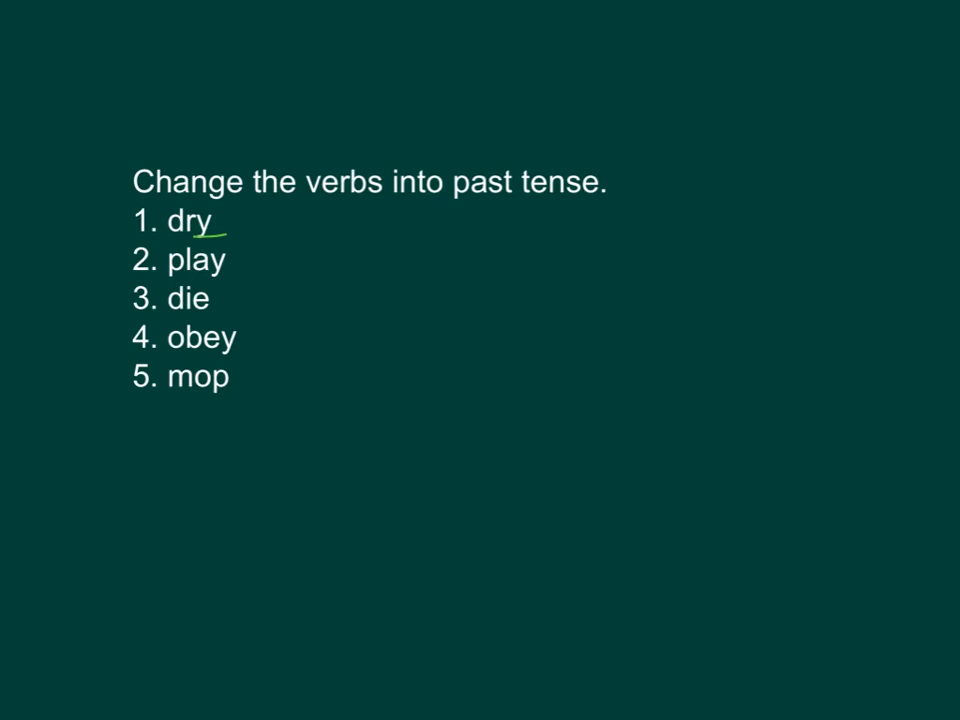 Change the verbs into past tense.
1. dry
2. play
3. die
4. obey
5. mop